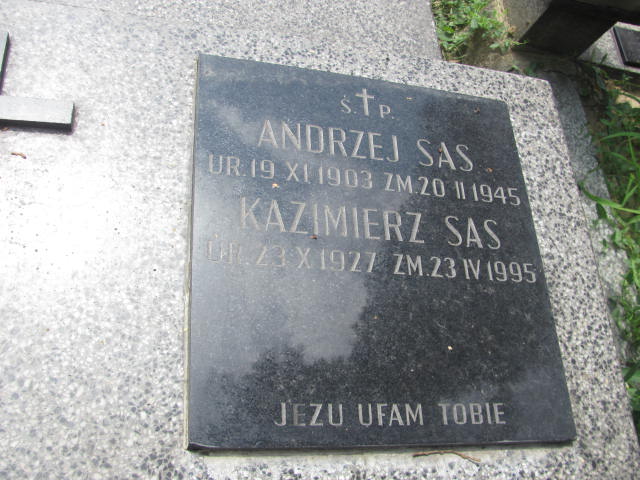 Ś.†P.
ANDRZEJ SAS
UR.19 XI 1903 ZM.20 II 1945
KAZIMIERZ SAS
UR.23 X 1927 ZM.23 IV 1995
JEZU UFAM TOBIE